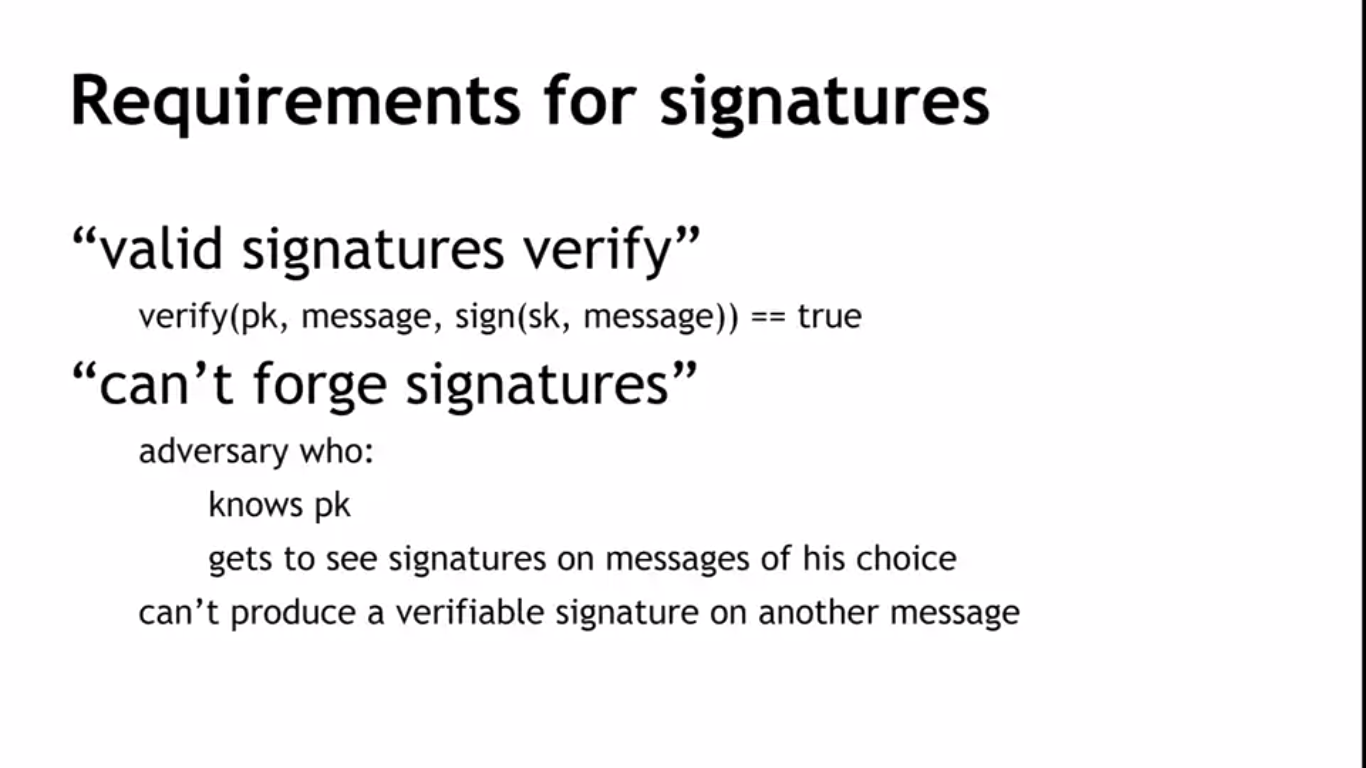 Requirements for signatures
“valid signatures verify”
verify(pk, message, sign(sk, message)) == true
“can’t forge signatures”
adversary who:
knows pk
gets to see signatures on messages of his choice
can’t produce a verifiable signature on another message